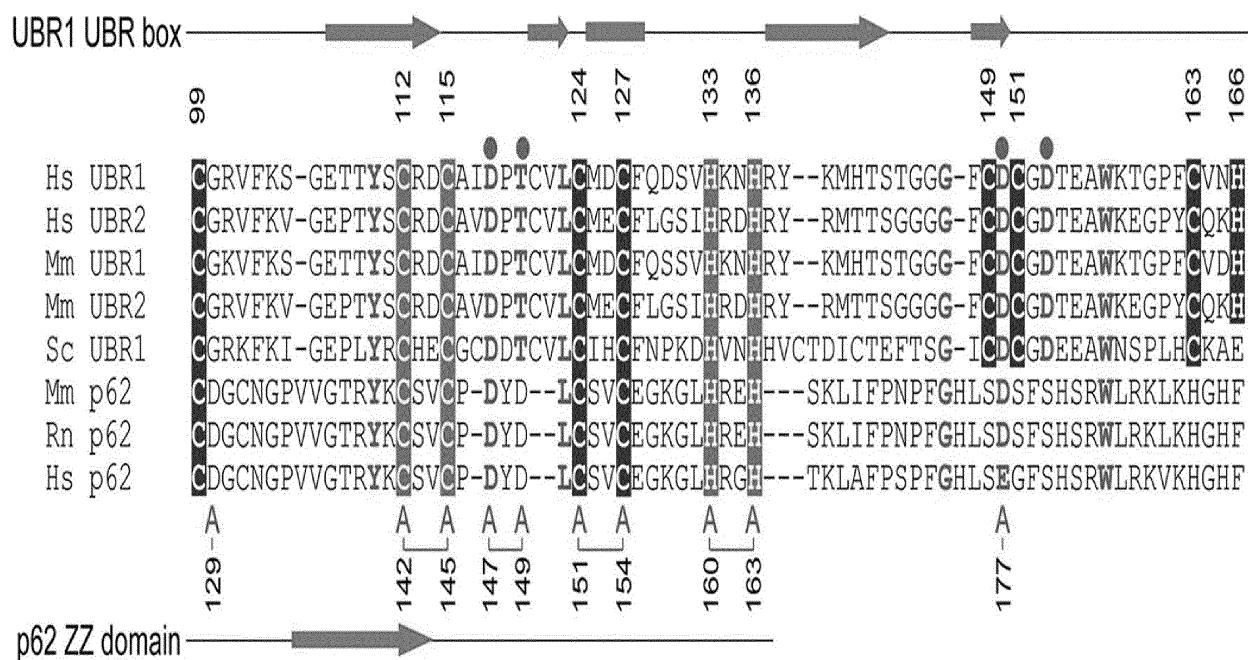 UBR1 UBR box
99 112 115 124 127 133 136 149 151 163 166
Hs UBR1 CGRVFKS-GETTYSCRDCAIDPTCVLCMDCFQDSVHKNHRY--KMHTSTGGG-FCDCGDTEAWKTGPFCVNH
Hs UBR2 CGRVFKV-GEPTYSCRDCAVDPTCVLCMECFLGSIHRDHRY--RMTTSGGGG-FCDCGDTEAWKEGPYCQKH
Mm UBR1 CGKVFKS-GETTYSCRDCAIDPTCVLCMDCFQSSVHKNHRY--KMHTSTGGG-FCDCGDTEAWKTGPFCVDH
Mm UBR2 CGRVFKV-GEPTYSCRDCAVDPTCVLCMECFLGSIHRDHRY--RMTTSGGGG-FCDCGDTEAWKEGPYCQKH
Sc UBR1 CGRKFKI-GEPLYRCHECGCDDTCVLCIHCFNPKDHVNHHVCTDICTEFTSG-ICDCGDEEAWNSPLHCKAE
Mm p62 CDGCNGPVVGTRYKCSVCP-DYD--LCSVCEGKGLHREH---SKLIFPNPFGHLSDSFSHSRWLRKLKHGHF
Rn p62 CDGCNGPVVGTRYKCSVCP-DYD--LCSVCEGKGLHREH---SKLIFPNPFGHLSDSFSHSRWLRKLKHGHF
Hs p62 CDGCNGPVVGTRYKCSVCP-DYD--LCSVCEGKGLHRGH---TKLAFPSPFGHLSEGFSHSRWLRKVKHGHF
A A A A A A A A A A
129 142 145 147 149 151 154 160 163 177
p62 ZZ domain